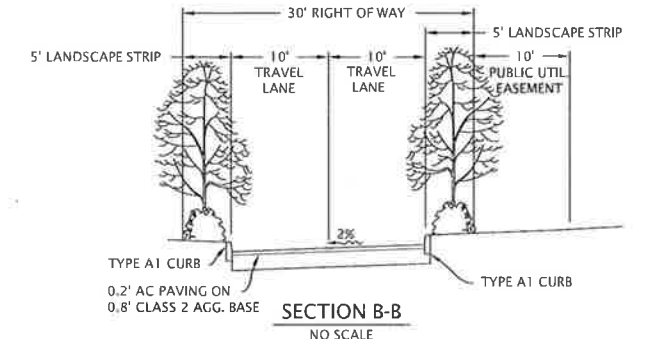 30' RIGHT OF WAY
5' LANDSCAPE STRIP
5' LANDSCAPE STRIP
10'
TRAVEL
LANE
10'
TRAVEL
LANE
10'
PUBLIC UTIL.
EASEMENT
2%
TYPE A1 CURB
TYPE A1 CURB
0.2' AC PAVING ON
0.8' CLASS 2 AGG. BASE
SECTION B-B
NO SCALE